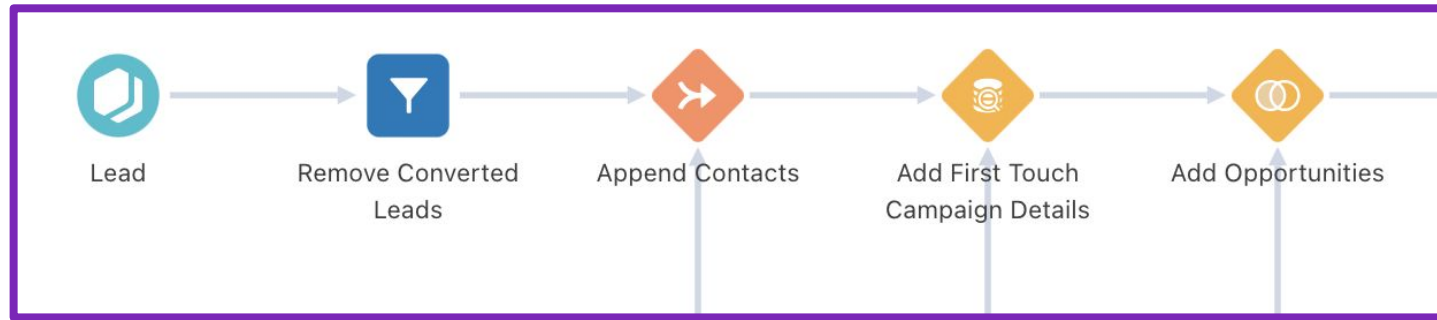 Lead
Remove Converted
Leads
Append Contacts
Add First Touch
Campaign Details
Add Opportunities